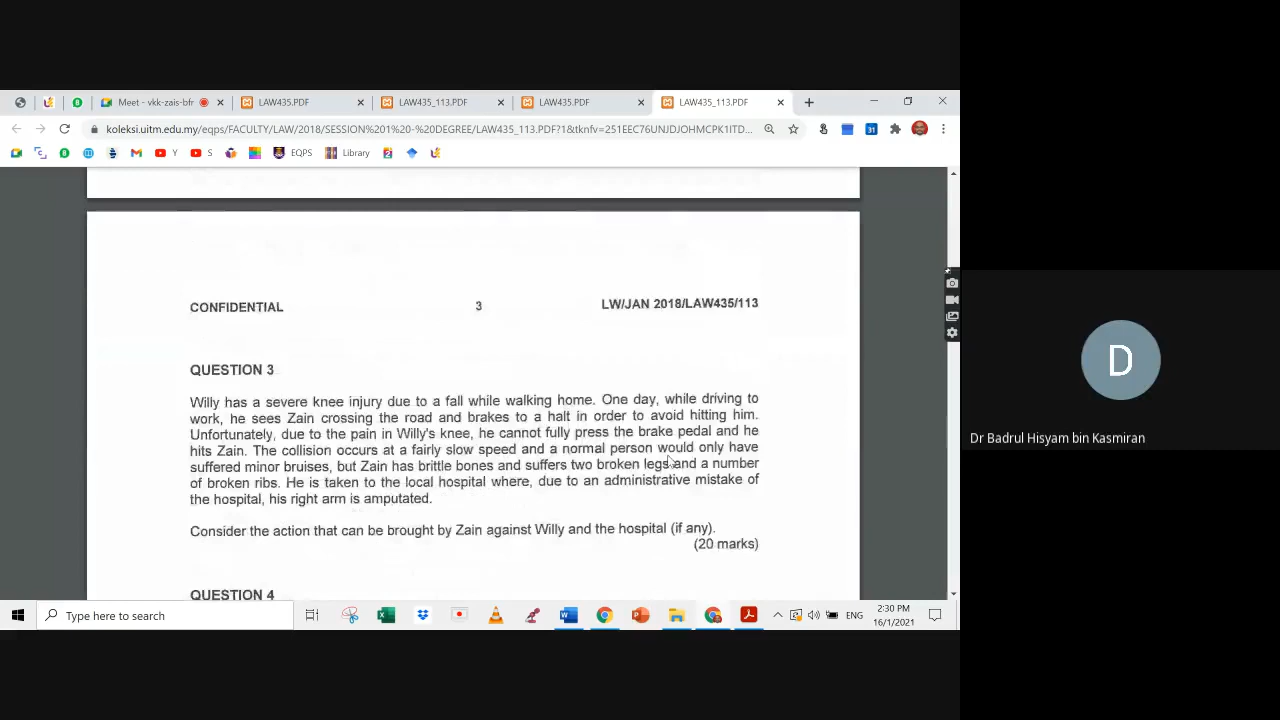 Meet - vkk-zais-bfr
LAW435.PDF
LAW435_113.PDF
LAW435.PDF
LAW435_113.PDF
koleksi.uitm.edu.my/eqps/FACULTY/LAW/2018/SESSION%201%20-%20DEGREE/LAW435_113.PDF?1&tknfv=251EEC76UNJDJOHMCPK1ITD...
Y
S
EQPS
Library
CONFIDENTIAL 3 LW/JAN 2018/LAW435/113
QUESTION 3
Willy has a severe knee injury due to a fall while walking home. One day, while driving to
work, he sees Zain crossing the road and brakes to a halt in order to avoid hitting him.
Unfortunately, due to the pain in Willy's knee, he cannot fully press the brake pedal and he
hits Zain. The collision occurs at a fairly slow speed and a normal person would only have
suffered minor bruises, but Zain has brittle bones and suffers two broken legs and a number
of broken ribs. He is taken to the local hospital where, due to an administrative mistake of
the hospital, his right arm is amputated.
Consider the action that can be brought by Zain against Willy and the hospital (if any).
(20 marks)
QUESTION 4
D
Dr Badrul Hisyam bin Kasmiran
Type here to search
ENG
2:30 PM
16/1/2021